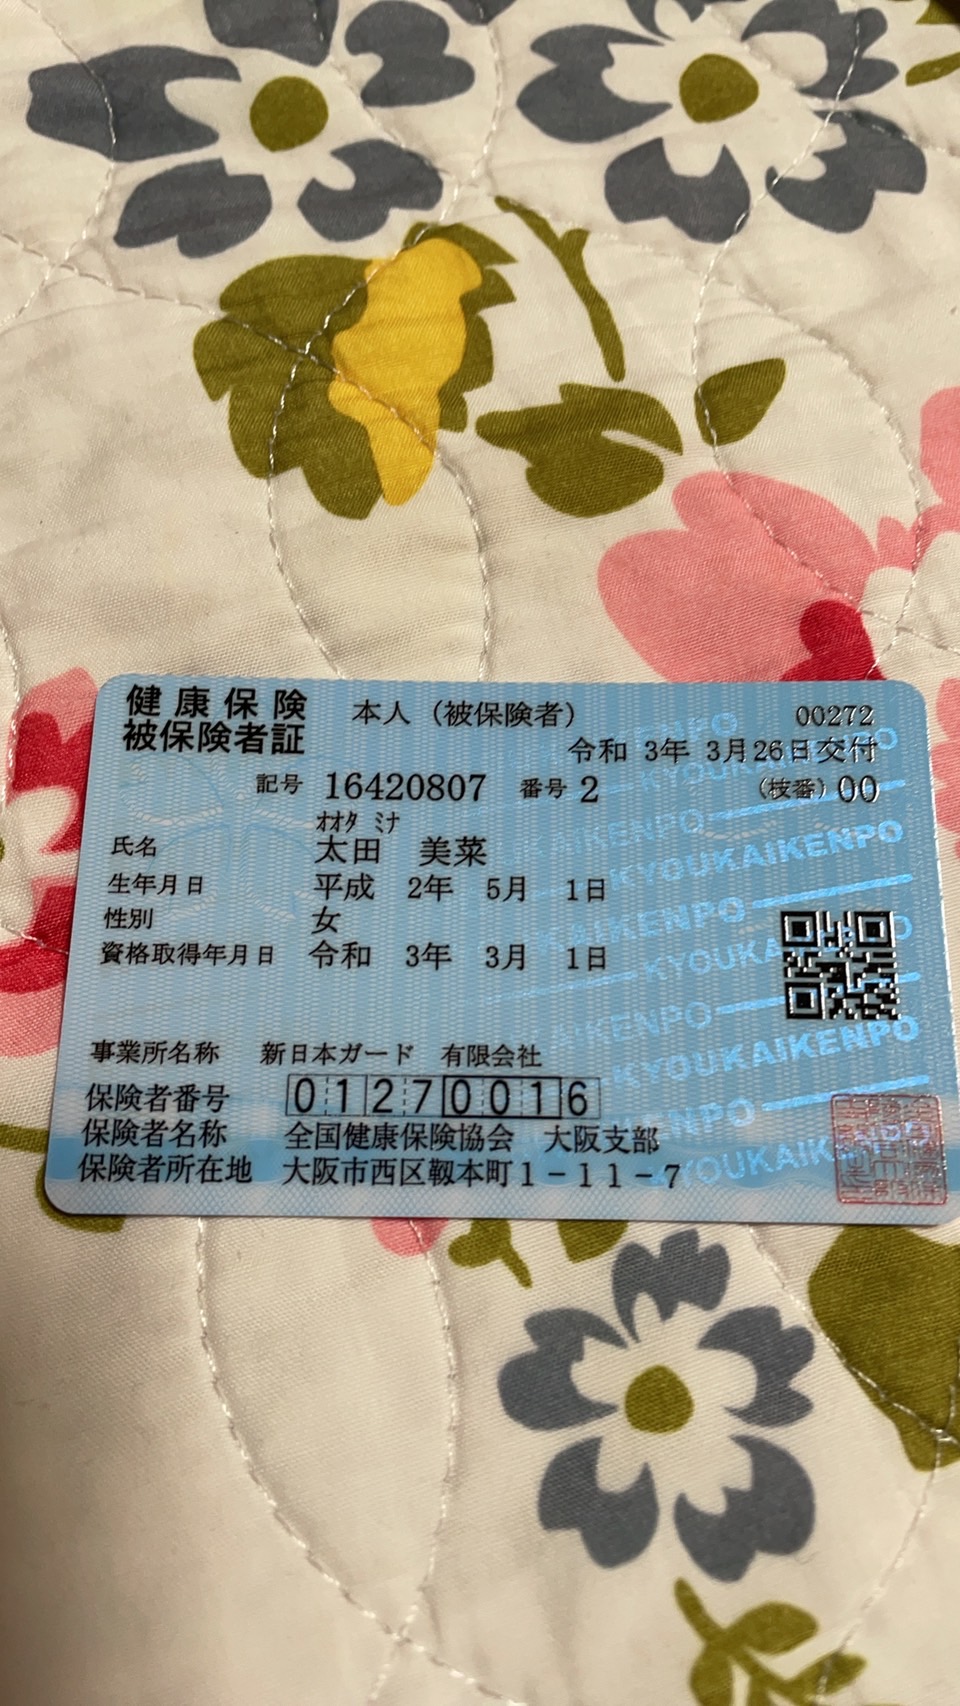 健康保険 本人（被保険者） 00272
被保険者証 令和 3年 3月26日交付
記号 16420807 番号 2 （枝番）00
ｵｵﾀ ﾐﾅ
氏名 太田 美菜
生年月日 平成 2年 5月 1日
性別 女
資格取得年月日 令和 3年 3月 1日
事業所名称 新日本ガード 有限会社
保険者番号 01270016
保険者名称 全国健康保険協会 大阪支部
保険者所在地 大阪市西区靱本町1－11－7
KYOUKAIKENPO